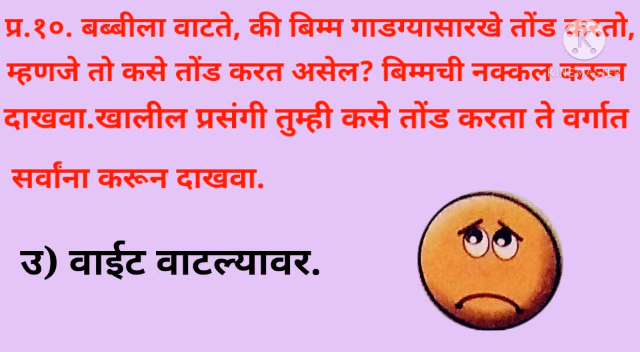 प्र.१०. बब्बीला वाटते, की बिम्म गाडग्यासारखे तोंड करतो,
म्हणजे तो कसे तोंड करत असेल? बिम्मची नक्कल करून
दाखवा.खालील प्रसंगी तुम्ही कसे तोंड करता ते वर्गात
सर्वांना करून दाखवा.
उ) वाईट वाटल्यावर.
KINEMASTER